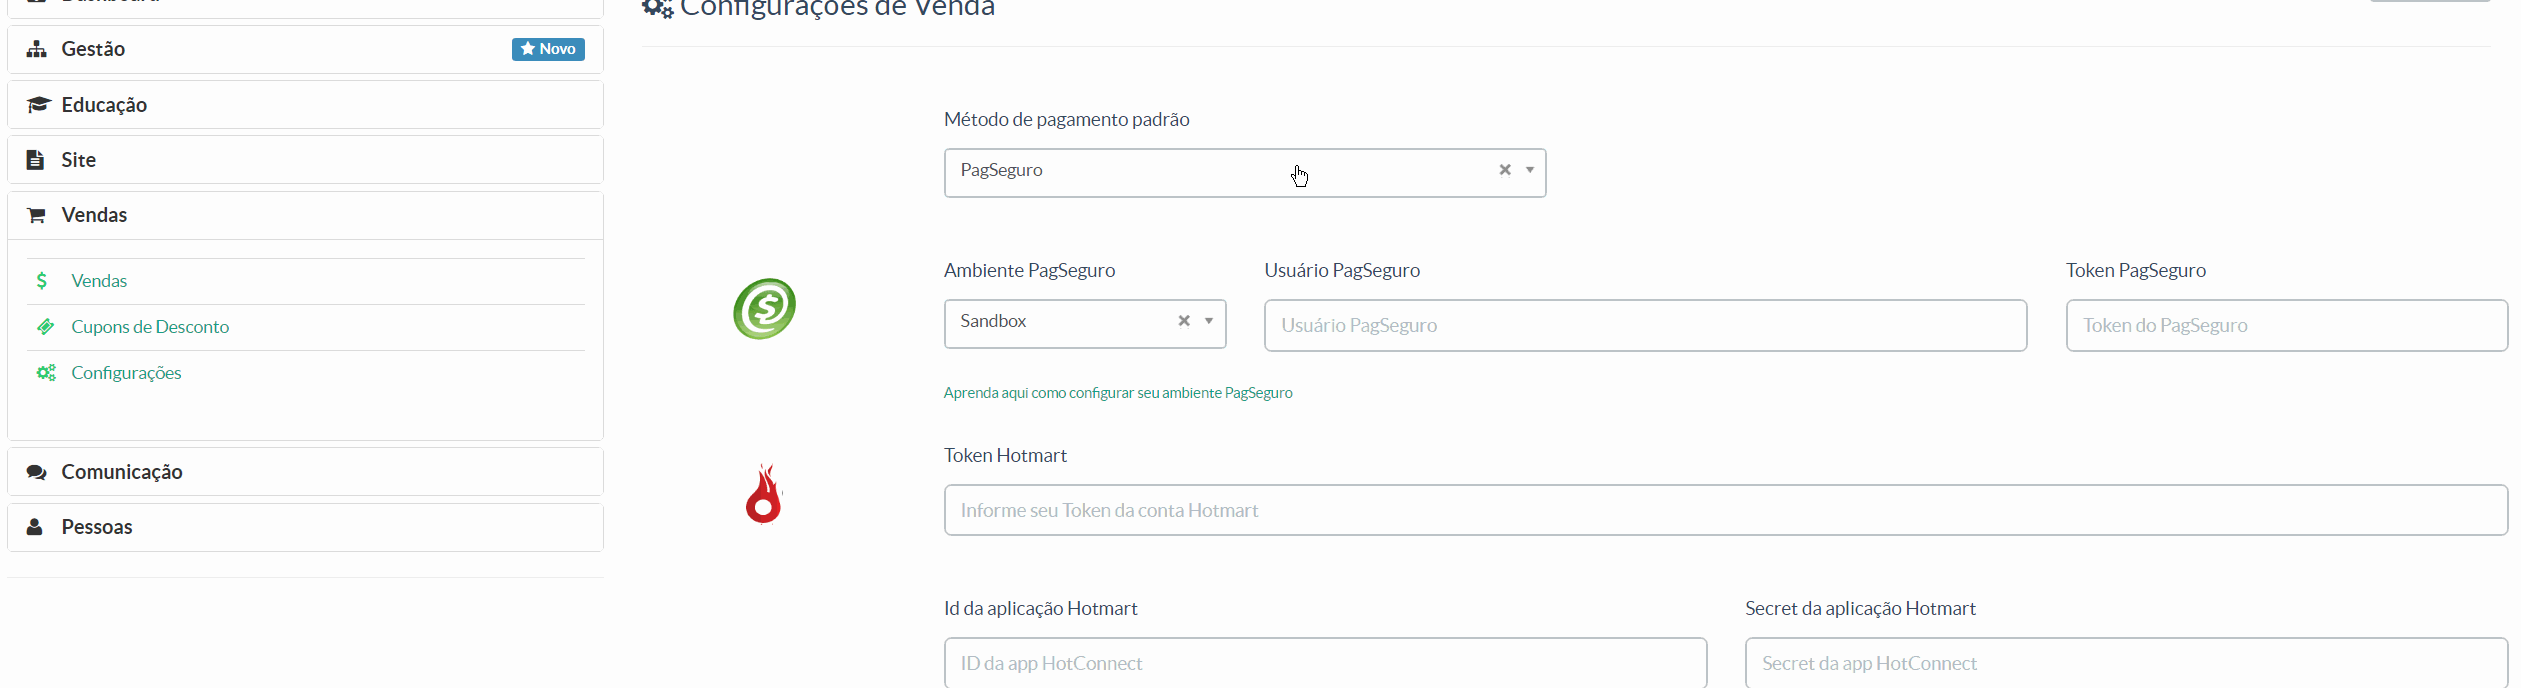 Dashboard
Gestão
Novo
Educação
Site
Vendas
Vendas
Cupons de Desconto
Configurações
Comunicação
Pessoas
Configurações de Venda
Método de pagamento padrão
PagSeguro
Ambiente PagSeguro
Usuário PagSeguro
Token PagSeguro
Sandbox
Usuário PagSeguro
Token do PagSeguro
Aprenda aqui como configurar seu ambiente PagSeguro
Token Hotmart
Informe seu Token da conta Hotmart
Id da aplicação Hotmart
Secret da aplicação Hotmart
ID da app HotConnect
Secret da app HotConnect